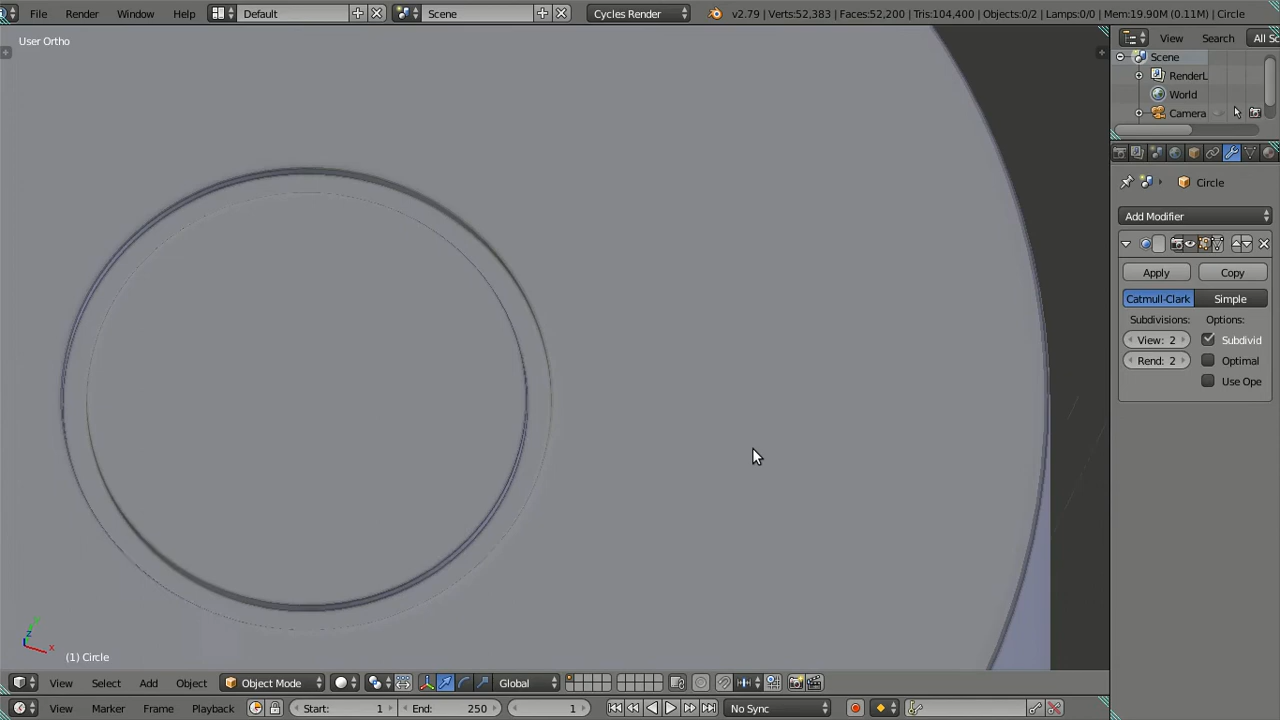 File Render Window Help Default Scene Cycles Render v2.79 | Verts:52,383 | Faces:52,200 | Tris:104,400 | Objects:0/2 | Lamps:0/0 | Mem:19.90M (0.11M) | Circle
User Ortho
View Search All Sc
Scene
RenderL
World
Camera
Circle
Add Modifier
Apply Copy
Catmull-Clark Simple
Subdivisions: Options:
View: 2 Subdivid
Rend: 2 Optimal
Use Ope
z y x
(1) Circle
View Select Add Object Object Mode Global
View Marker Frame Playback Start: 1 End: 250 1 No Sync